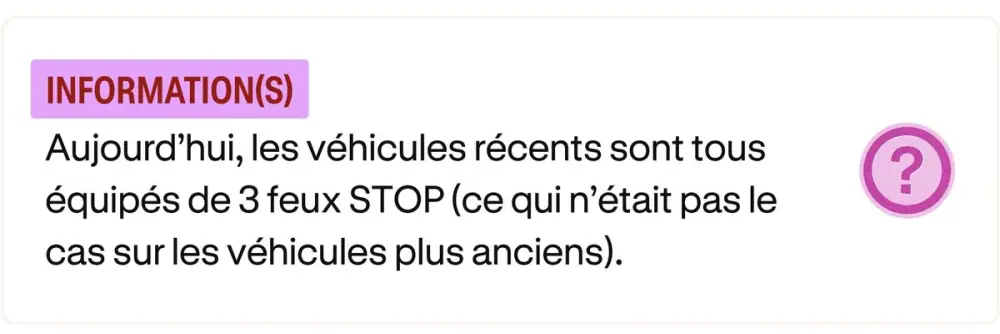 INFORMATION(S)
Aujourd’hui, les véhicules récents sont tous
équipés de 3 feux STOP (ce qui n’était pas le
cas sur les véhicules plus anciens).
?